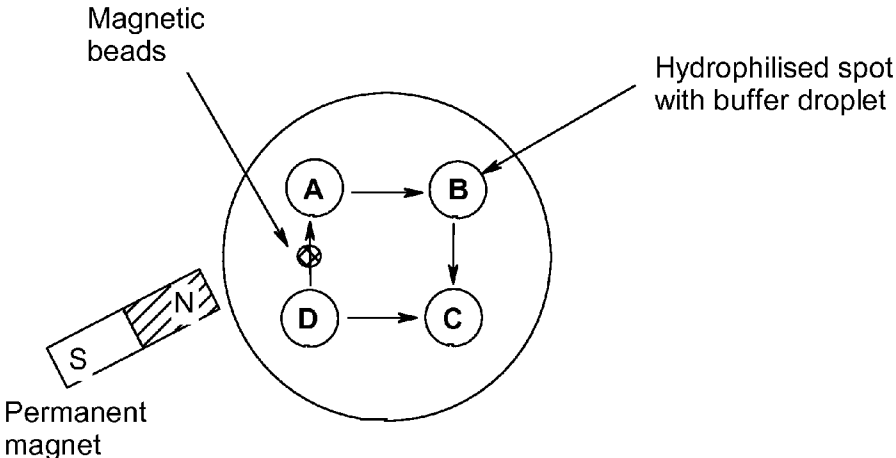 Magnetic
beads
Hydrophilised spot
with buffer droplet
A
B
D
C
N
S
Permanent
magnet